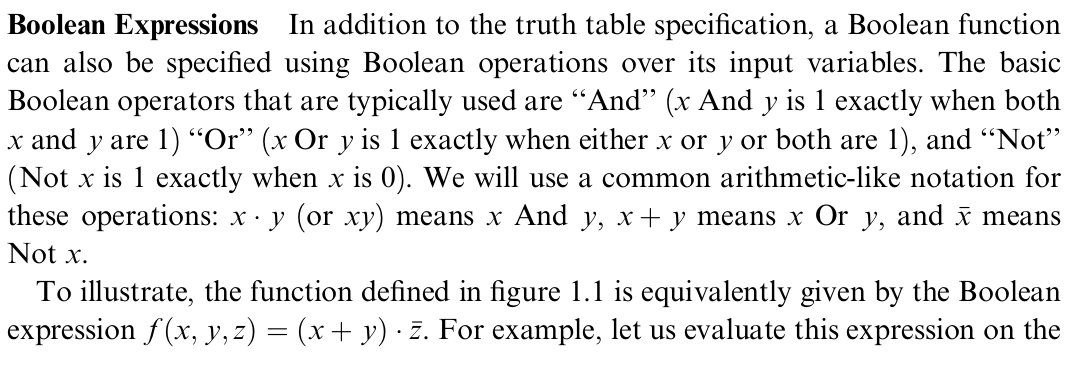 Boolean Expressions In addition to the truth table specification, a Boolean function
can also be specified using Boolean operations over its input variables. The basic
Boolean operators that are typically used are ‘‘And’’ (x And y is 1 exactly when both
x and y are 1) ‘‘Or’’ (x Or y is 1 exactly when either x or y or both are 1), and ‘‘Not’’
(Not x is 1 exactly when x is 0). We will use a common arithmetic-like notation for
these operations: x · y (or xy) means x And y, x + y means x Or y, and x̄ means
Not x.
To illustrate, the function defined in figure 1.1 is equivalently given by the Boolean
expression f(x, y, z) = (x + y) · z̄. For example, let us evaluate this expression on the